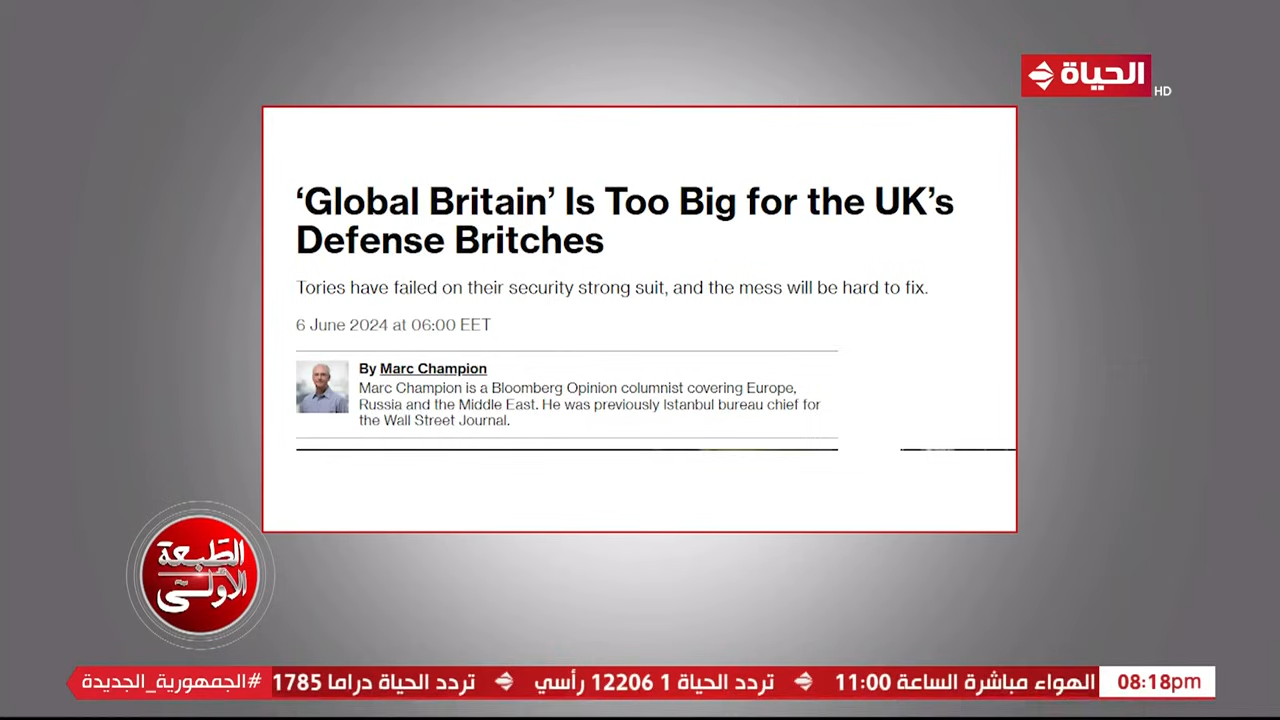 الحياة
HD
‘Global Britain’ Is Too Big for the UK’s
Defense Britches
Tories have failed on their security strong suit, and the mess will be hard to fix.
6 June 2024 at 06:00 EET
By Marc Champion
Marc Champion is a Bloomberg Opinion columnist covering Europe,
Russia and the Middle East. He was previously Istanbul bureau chief for
the Wall Street Journal.
الطبعة
الأولى
08:18pm الهواء مباشرة الساعة 11:00 تردد الحياة 1 12206 رأسي تردد الحياة دراما 1785 #الجمهورية_الجديدة